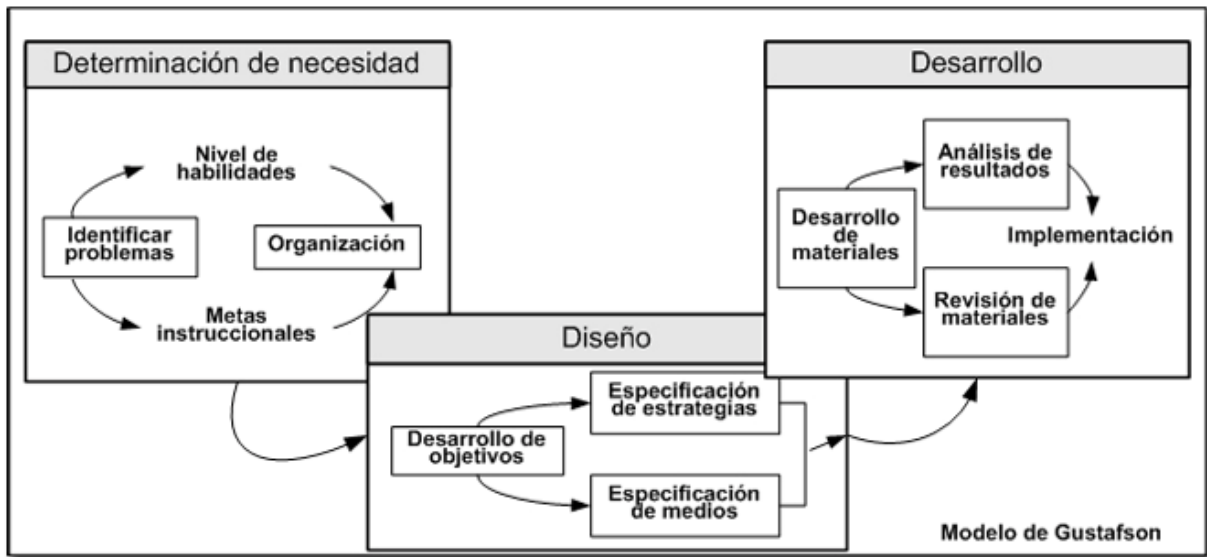 Determinación de necesidad
Nivel de
habilidades
Identificar
problemas
Organización
Metas
instruccionales
Diseño
Especificación
de estrategias
Desarrollo de
objetivos
Especificación
de medios
Desarrollo
Análisis de
resultados
Desarrollo
de
materiales
Implementación
Revisión de
materiales
Modelo de Gustafson